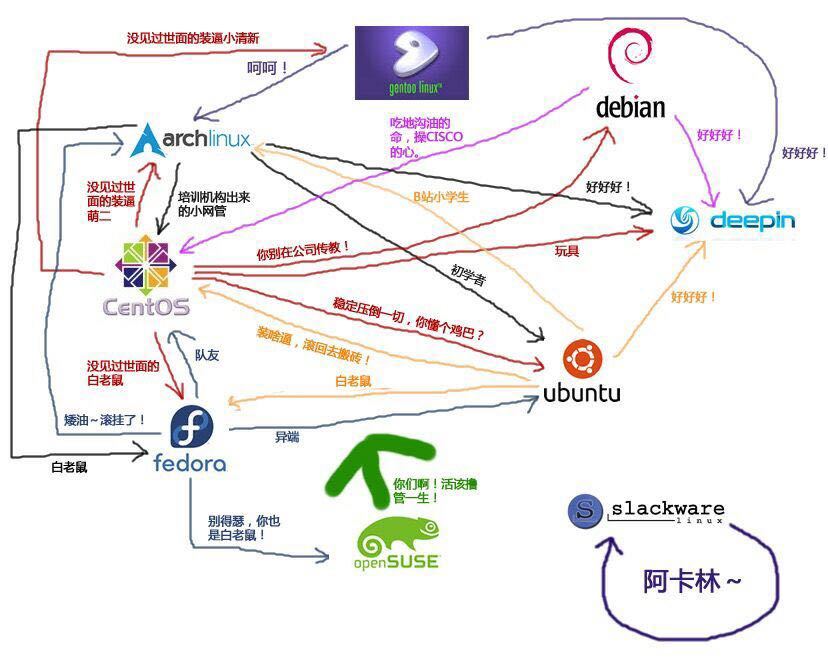 没见过世面的装逼小清新
呵呵！
gentoo linux™
debian
吃地沟油的
命，操CISCO
的心。
好好好！
好好好！
archlinux
没见过世
面的装逼
萌二
培训机构出来
的小网管
B站小学生
好好好！
deepin
你别在公司传教！
玩具
CentOS
初学者
稳定压倒一切，你懂个鸡巴？
好好好！
装啥逼，滚回去搬砖！
队友
没见过世面的
白老鼠
白老鼠
ubuntu
矮油～滚挂了！
异端
fedora
白老鼠
你们啊！活该撸
管一生！
别得瑟，你也
是白老鼠！
openSUSE
S slackware
linux
阿卡林～